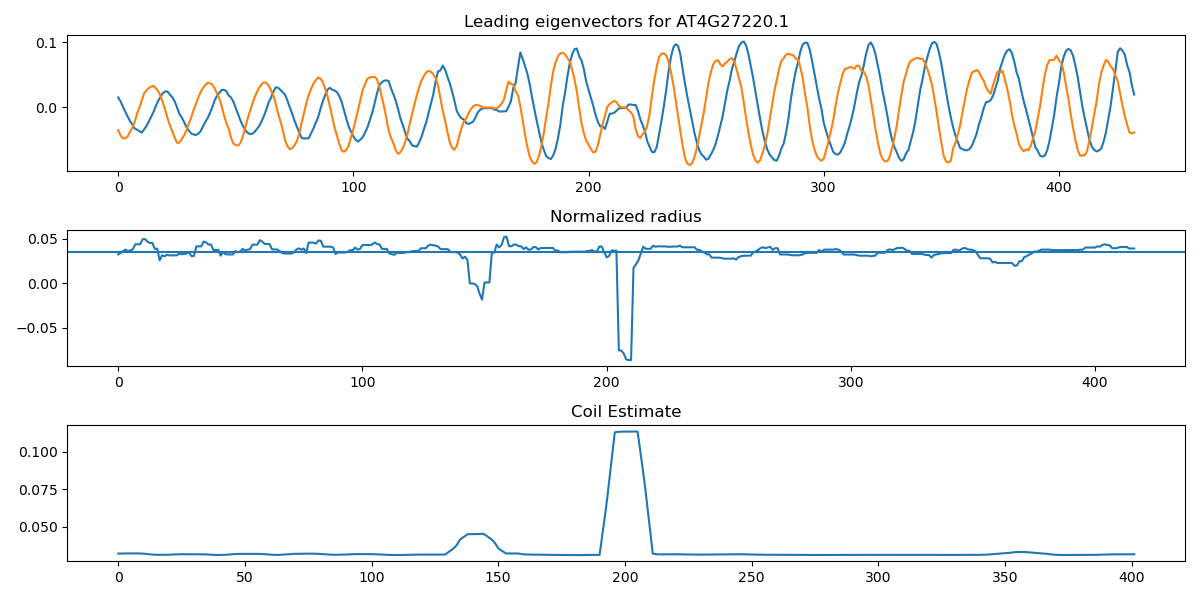 Leading eigenvectors for AT4G27220.1
0.1
0.0
0 100 200 300 400
Normalized radius
0.05
0.00
−0.05
0 100 200 300 400
Coil Estimate
0.100
0.075
0.050
0 50 100 150 200 250 300 350 400